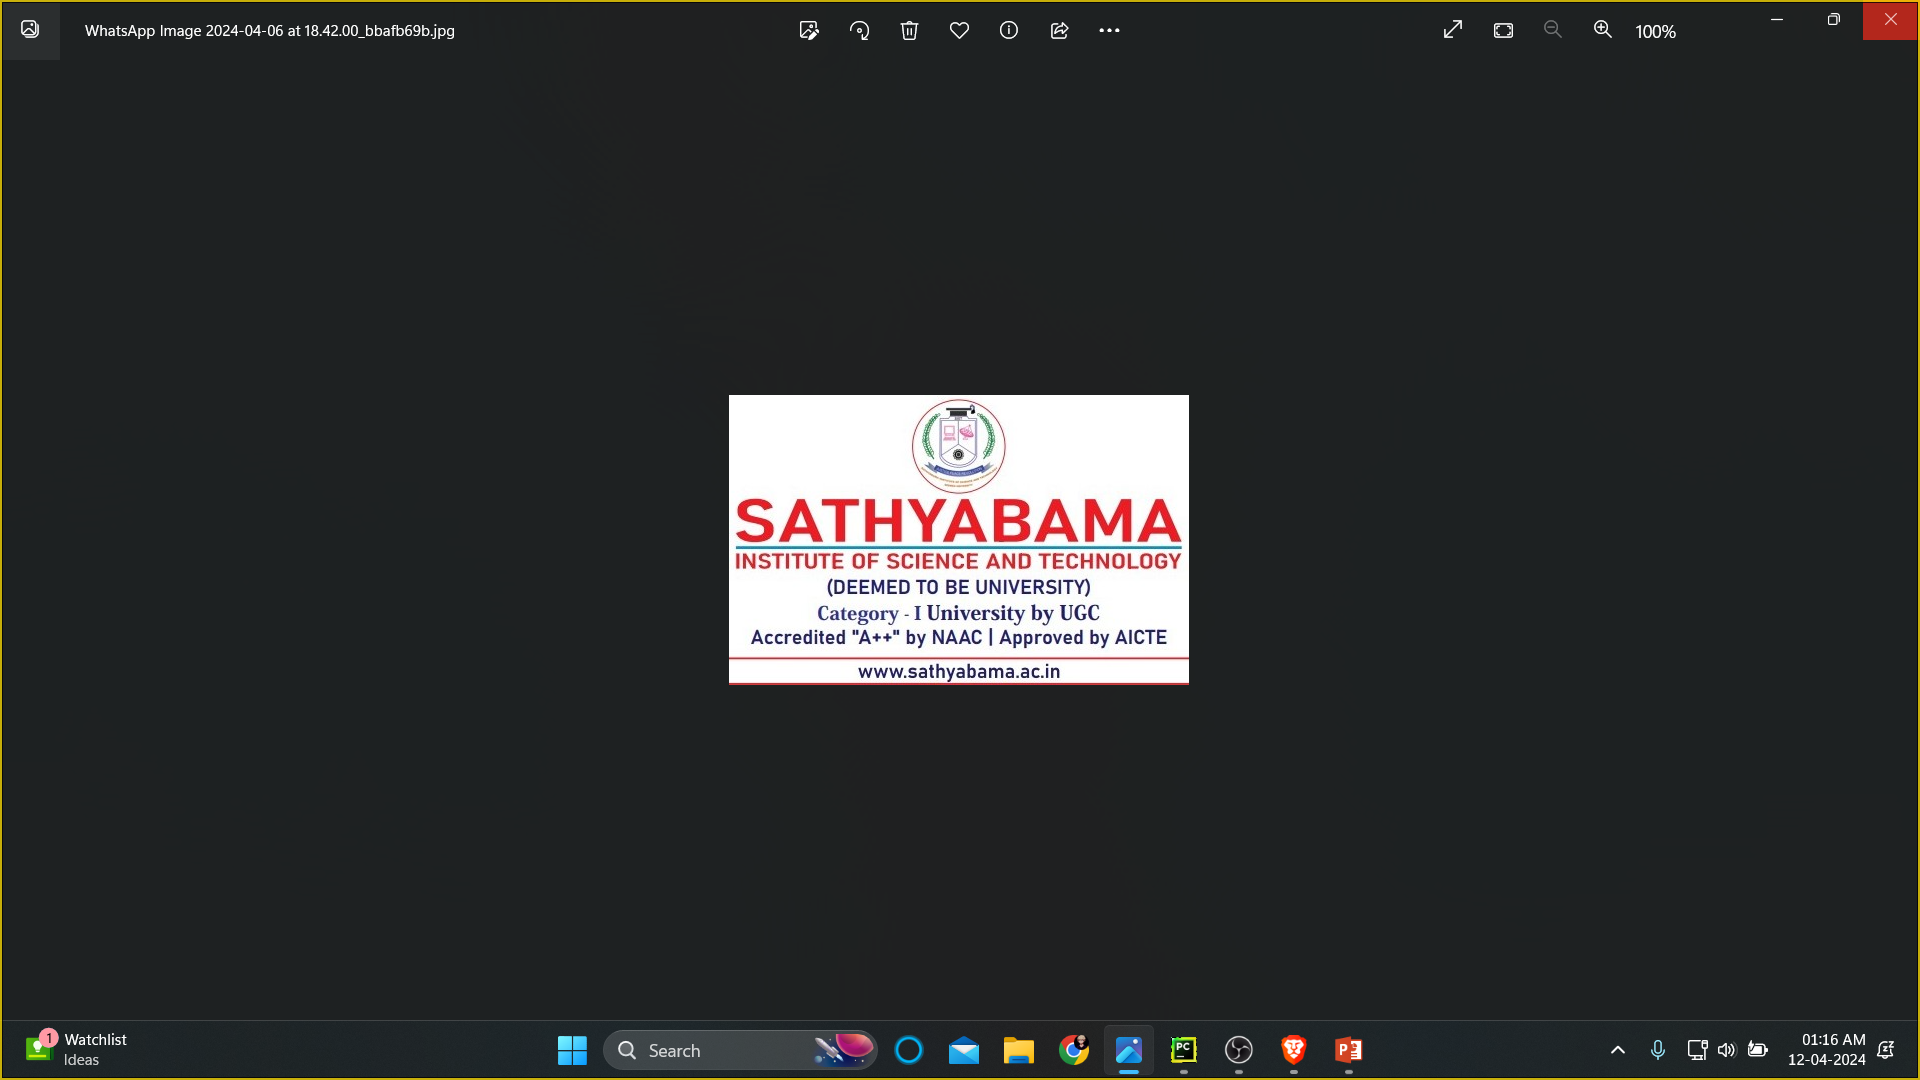 WhatsApp Image 2024-04-06 at 18.42.00_bbafb69b.jpg
100%
SATHYABAMA
INSTITUTE OF SCIENCE AND TECHNOLOGY
(DEEMED TO BE UNIVERSITY)
Category - I University by UGC
Accredited "A++" by NAAC | Approved by AICTE
www.sathyabama.ac.in
1
Watchlist
Ideas
Search
PC
P
01:16 AM
12-04-2024